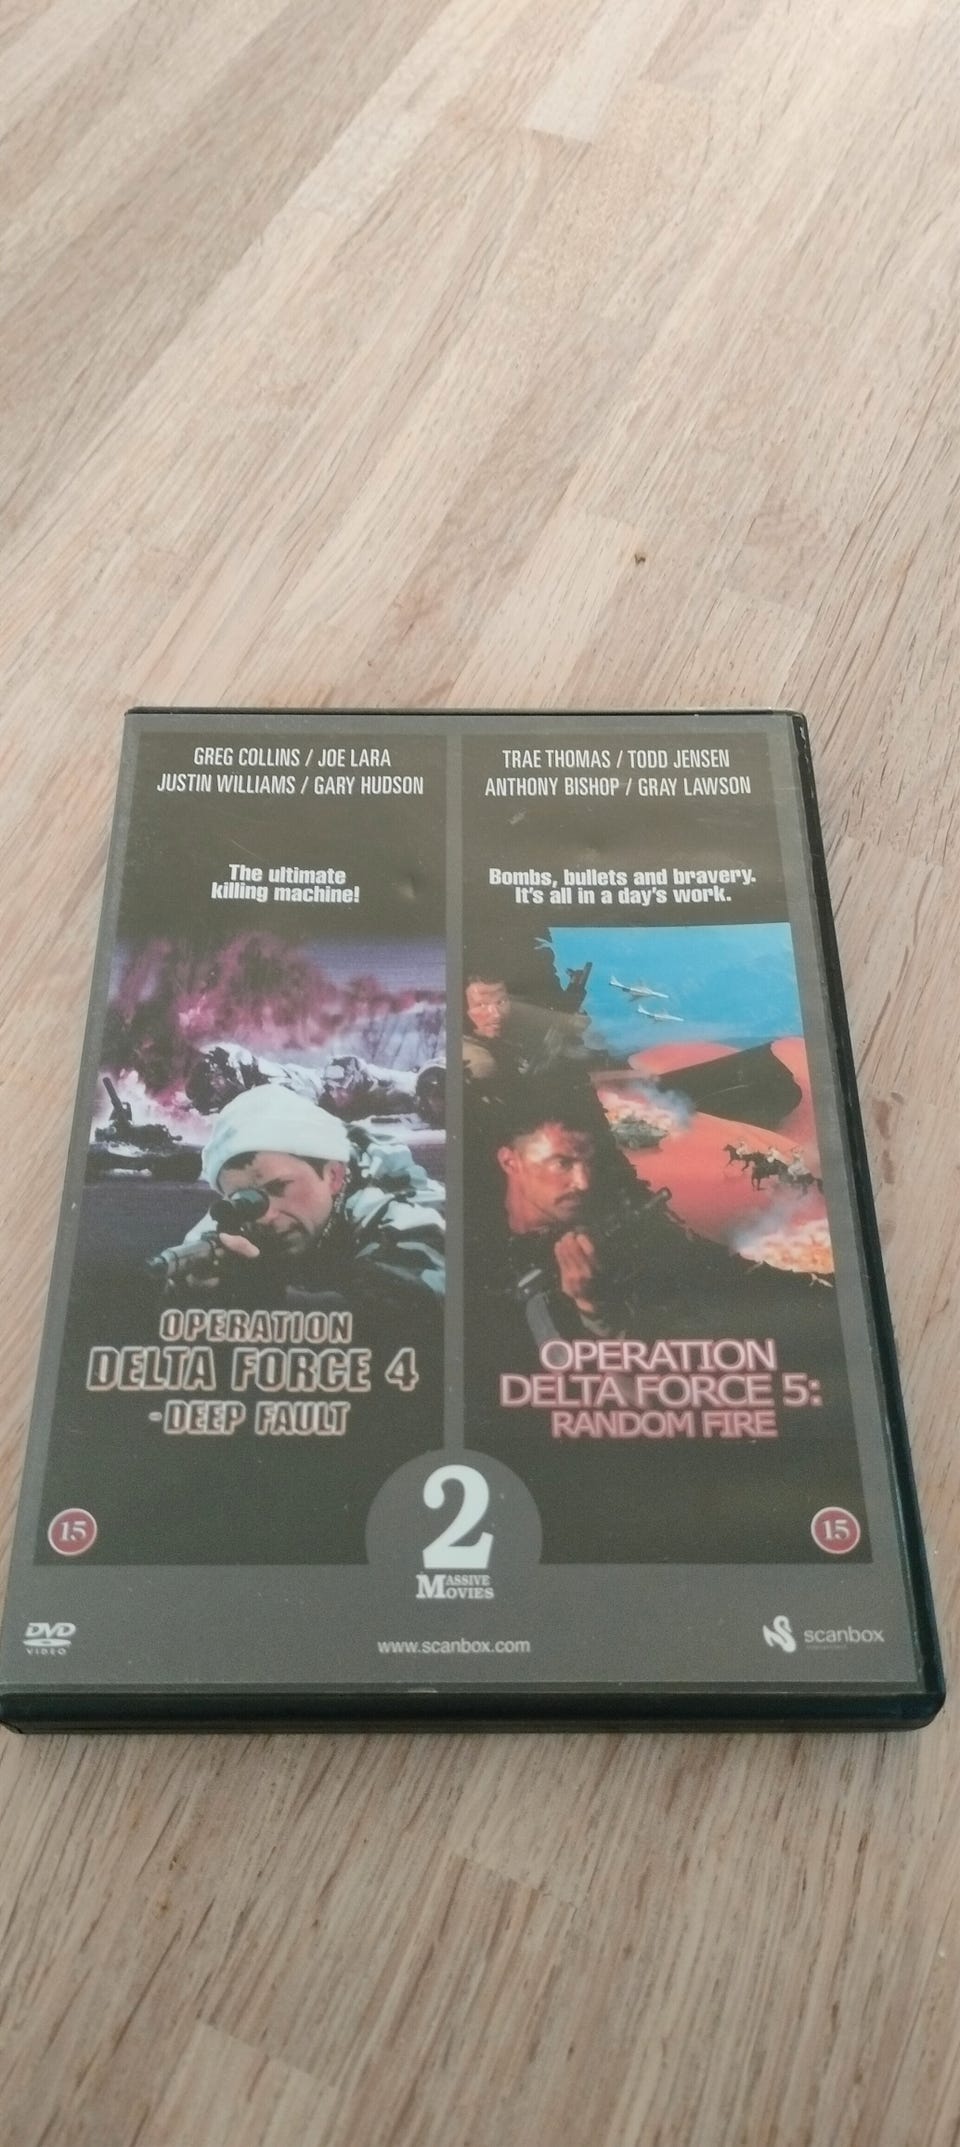 GREG COLLINS / JOE LARA
JUSTIN WILLIAMS / GARY HUDSON
The ultimate
killing machine!
OPERATION
DELTA FORCE 4
-DEEP FAULT
15
TRAE THOMAS / TODD JENSEN
ANTHONY BISHOP / GRAY LAWSON
Bombs, bullets and bravery.
It's all in a day's work.
OPERATION
DELTA FORCE 5:
RANDOM FIRE
15
2
MASSIVE
MOVIES
DVD
VIDEO
www.scanbox.com
scanbox